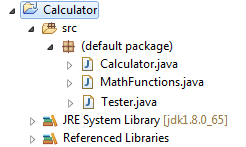 Calculator
src
(default package)
Calculator.java
MathFunctions.java
Tester.java
JRE System Library [jdk1.8.0_65]
Referenced Libraries